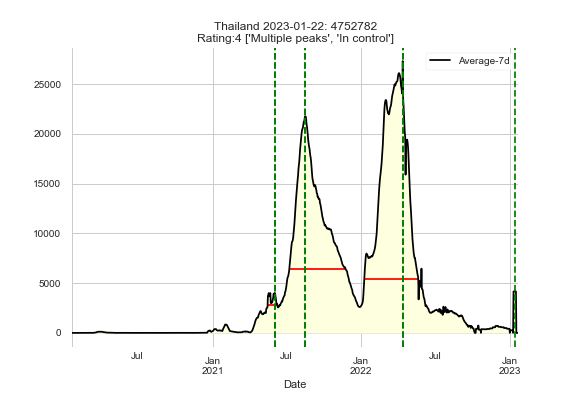 Thailand 2023-01-22: 4752782
Rating:4 ['Multiple peaks', 'In control']
Average-7d
25000
20000
15000
10000
5000
0
Jul
Jan
2021
Jul
Jan
2022
Jul
Jan
2023
Date